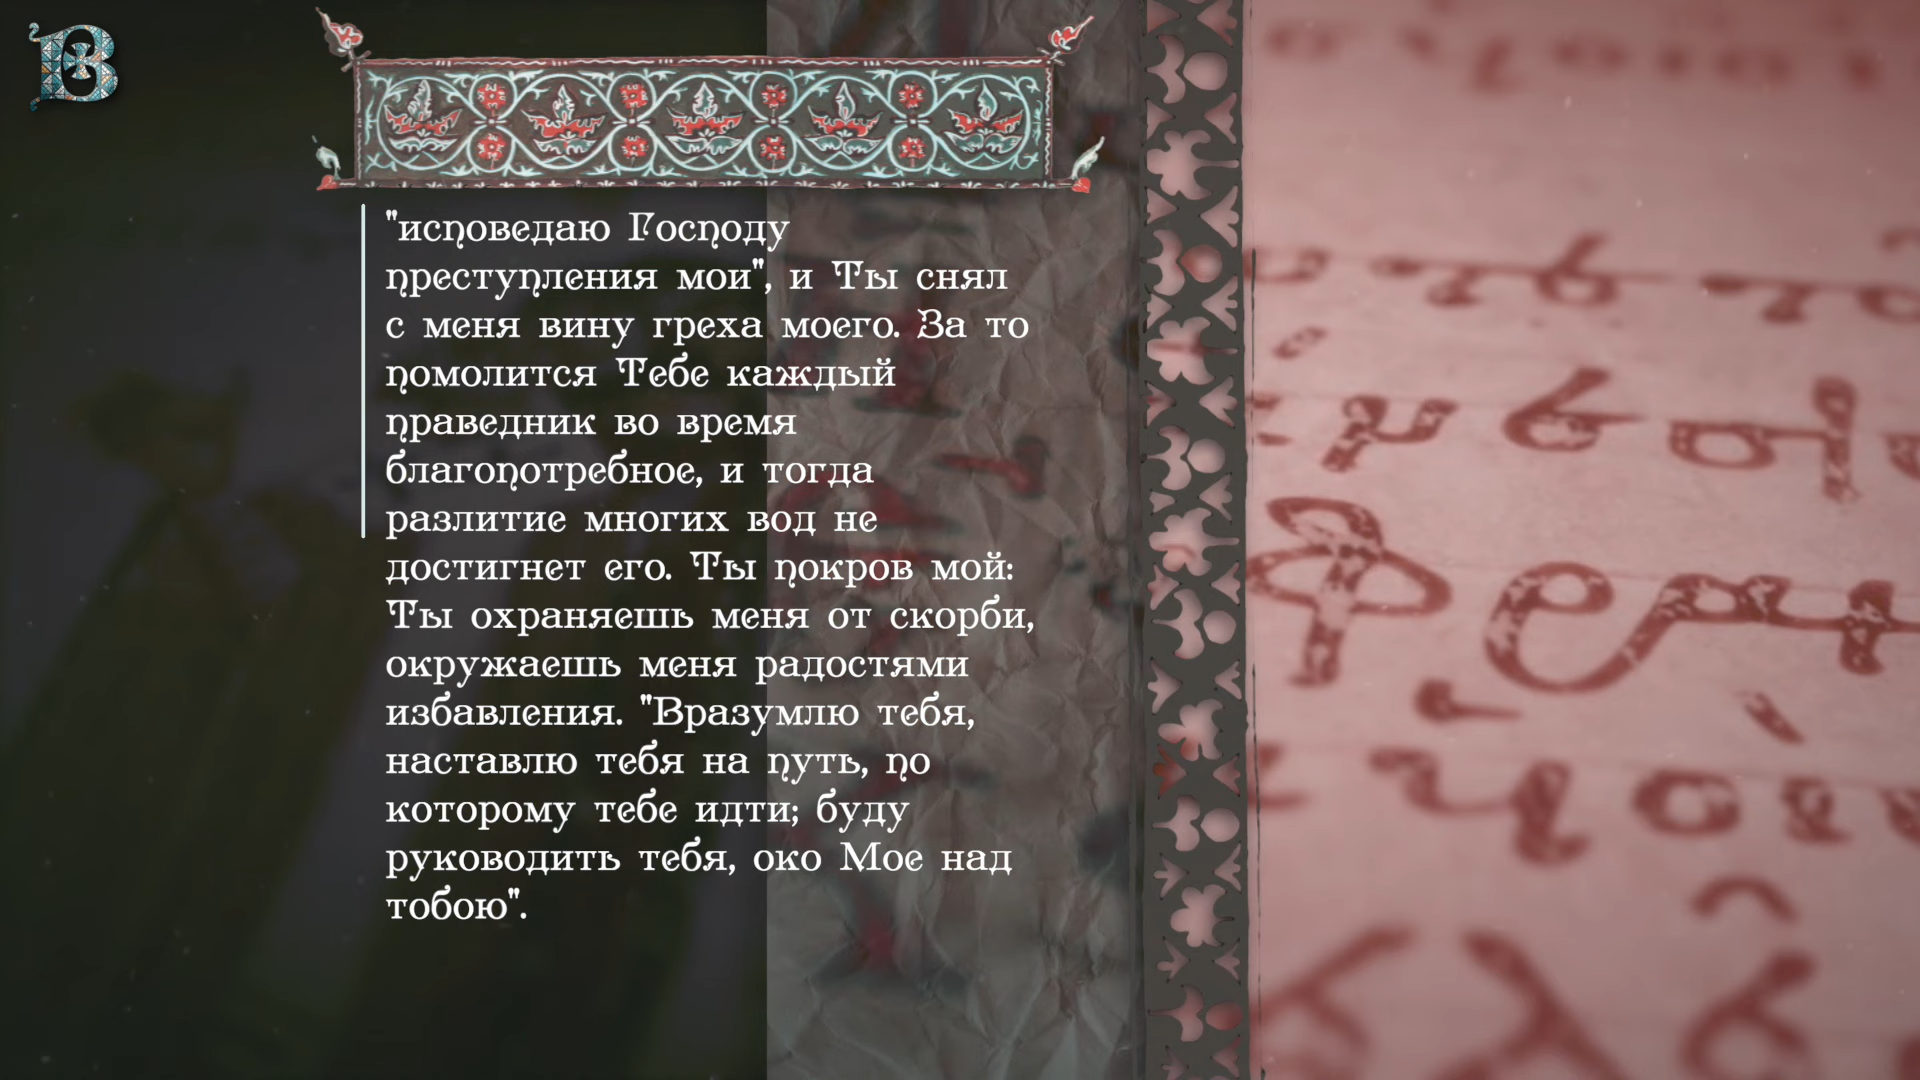 "исповедаю Господу
преступления мои", и Ты снял
с меня вину греха моего. За то
помолится Тебе каждый
праведник во время
благопотребное, и тогда
разлитие многих вод не
достигнет его. Ты покров мой:
Ты охраняешь меня от скорби,
окружаешь меня радостями
избавления. "Вразумлю тебя,
наставлю тебя на путь, по
которому тебе идти; буду
руководить тебя, око Мое над
тобою".